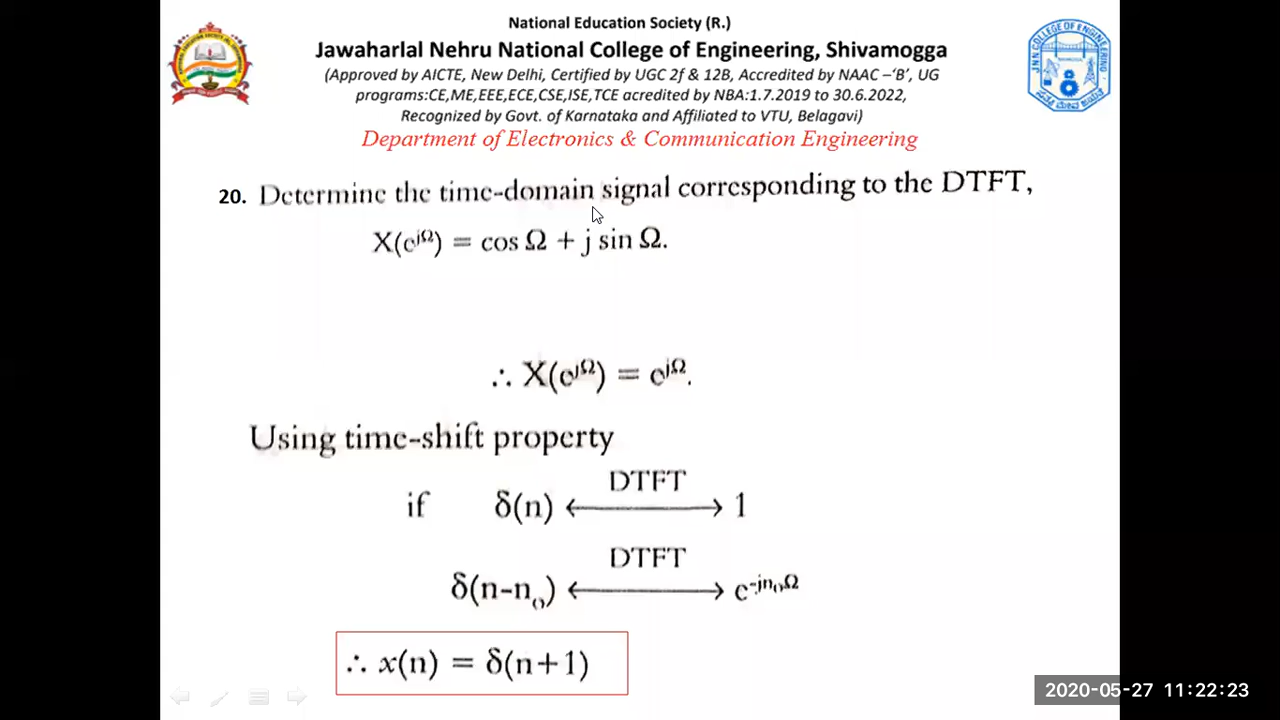 National Education Society (R.)
Jawaharlal Nehru National College of Engineering, Shivamogga
(Approved by AICTE, New Delhi, Certified by UGC 2f & 12B, Accredited by NAAC –‘B’, UG
programs:CE,ME,EEE,ECE,CSE,ISE,TCE acredited by NBA:1.7.2019 to 30.6.2022,
Recognized by Govt. of Karnataka and Affiliated to VTU, Belagavi)
Department of Electronics & Communication Engineering
20. Determine the time-domain signal corresponding to the DTFT,
X(e^jΩ) = cos Ω + j sin Ω.
∴ X(e^jΩ) = e^jΩ.
Using time-shift property
DTFT
if δ(n) ⟷ 1
DTFT
δ(n-n₀) ⟷ e^-jn₀Ω
∴ x(n) = δ(n+1)
2020-05-27 11:22:23